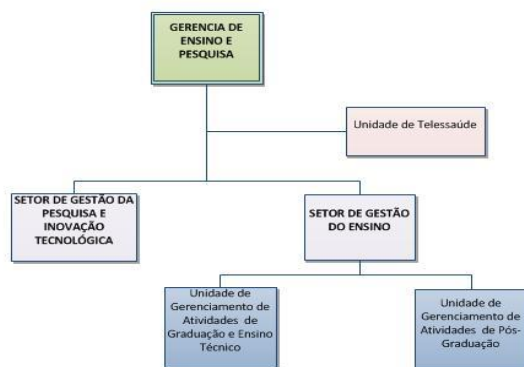 GERENCIA DE
ENSINO E
PESQUISA
Unidade de Telessaúde
SETOR DE GESTÃO DA
PESQUISA E
INOVAÇÃO
TECNOLÓGICA
SETOR DE GESTÃO
DO ENSINO
Unidade de
Gerenciamento de
Atividades de
Graduação e Ensino
Técnico
Unidade de
Gerenciamento de
Atividades de Pós-
Graduação